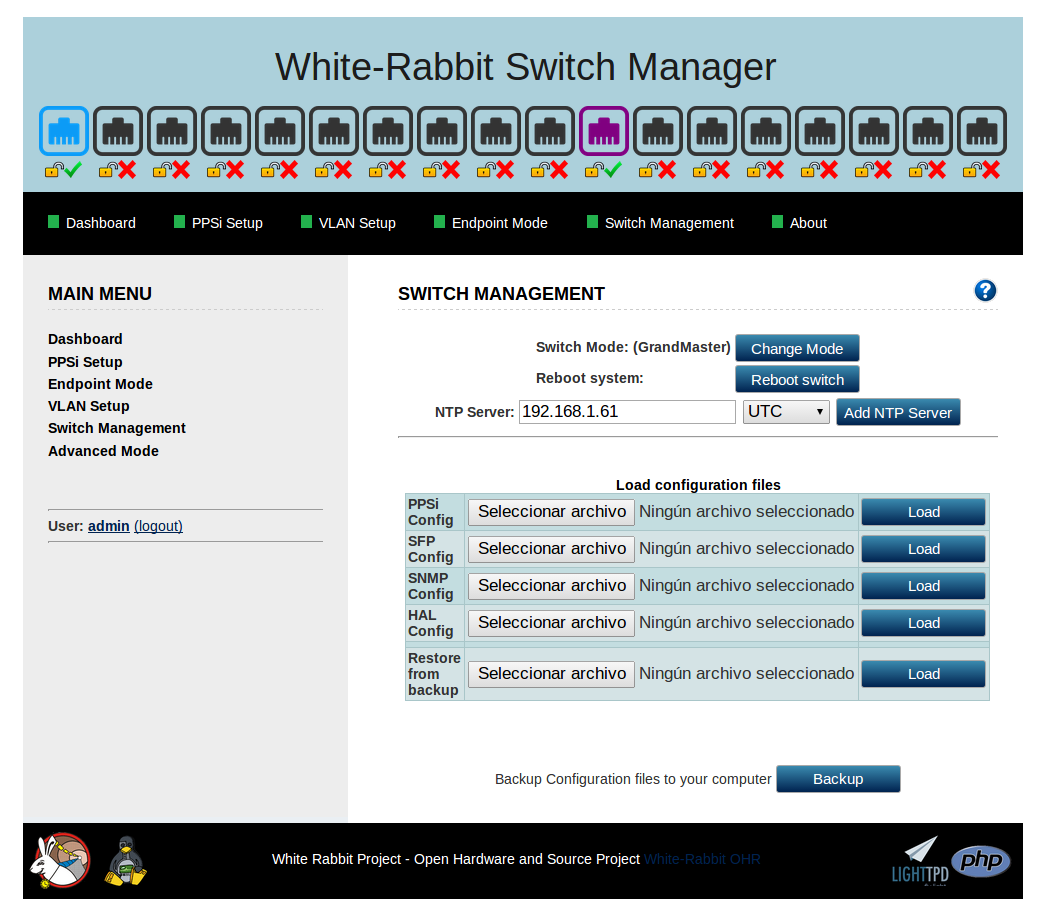 White-Rabbit Switch Manager
Dashboard PPSi Setup VLAN Setup Endpoint Mode Switch Management About
MAIN MENU
Dashboard
PPSi Setup
Endpoint Mode
VLAN Setup
Switch Management
Advanced Mode
User: admin (logout)
SWITCH MANAGEMENT ?
Switch Mode: (GrandMaster) Change Mode
Reboot system: Reboot switch
NTP Server: 192.168.1.61 UTC Add NTP Server
Load configuration files
PPSi
Config Seleccionar archivo Ningún archivo seleccionado Load
SFP
Config Seleccionar archivo Ningún archivo seleccionado Load
SNMP
Config Seleccionar archivo Ningún archivo seleccionado Load
HAL
Config Seleccionar archivo Ningún archivo seleccionado Load
Restore
from
backup Seleccionar archivo Ningún archivo seleccionado Load
Backup Configuration files to your computer Backup
White Rabbit Project - Open Hardware and Source Project White-Rabbit OHR
LIGHTTPD
php